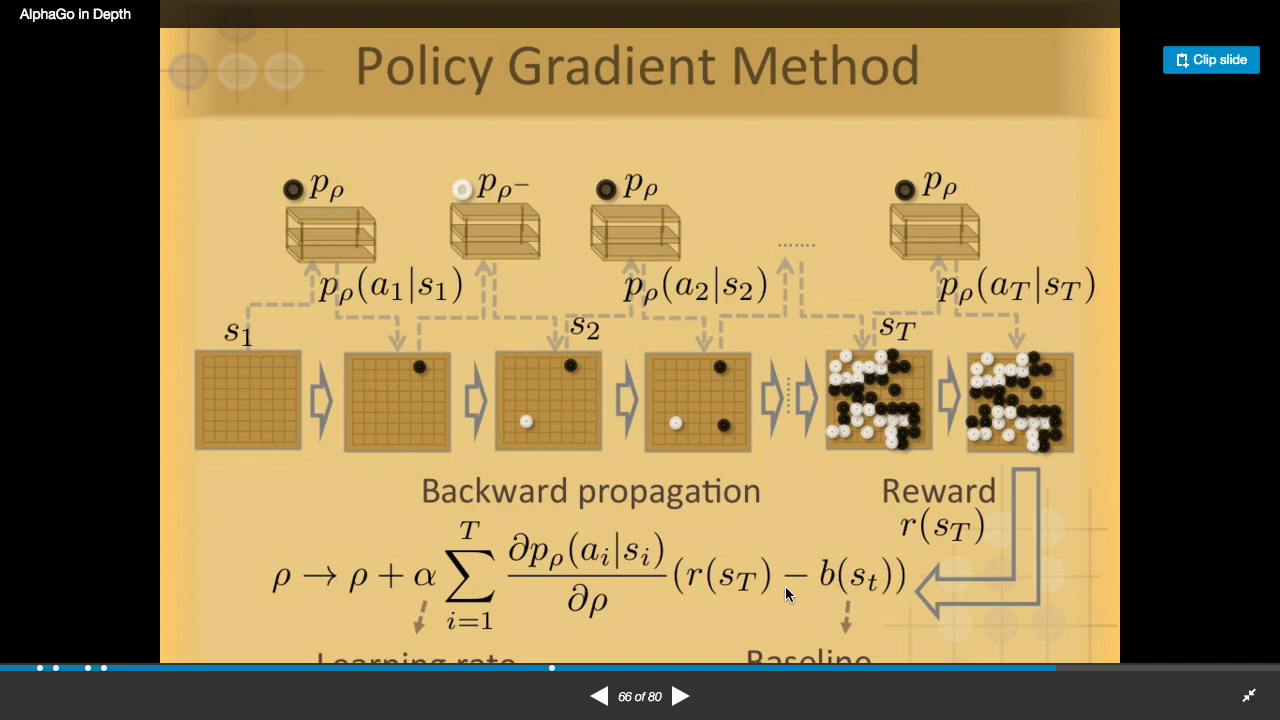 AlphaGo in Depth
Clip slide
Policy Gradient Method
p_ρ p_ρ⁻ p_ρ p_ρ
.......
p_ρ(a_1|s_1) p_ρ(a_2|s_2) p_ρ(a_T|s_T)
s_1 s_2 s_T
Backward propagation Reward
r(s_T)
ρ → ρ + α ∑_{i=1}^{T} ∂p_ρ(a_i|s_i)/∂ρ (r(s_T) − b(s_t))
Learning rate Baseline
66 of 80